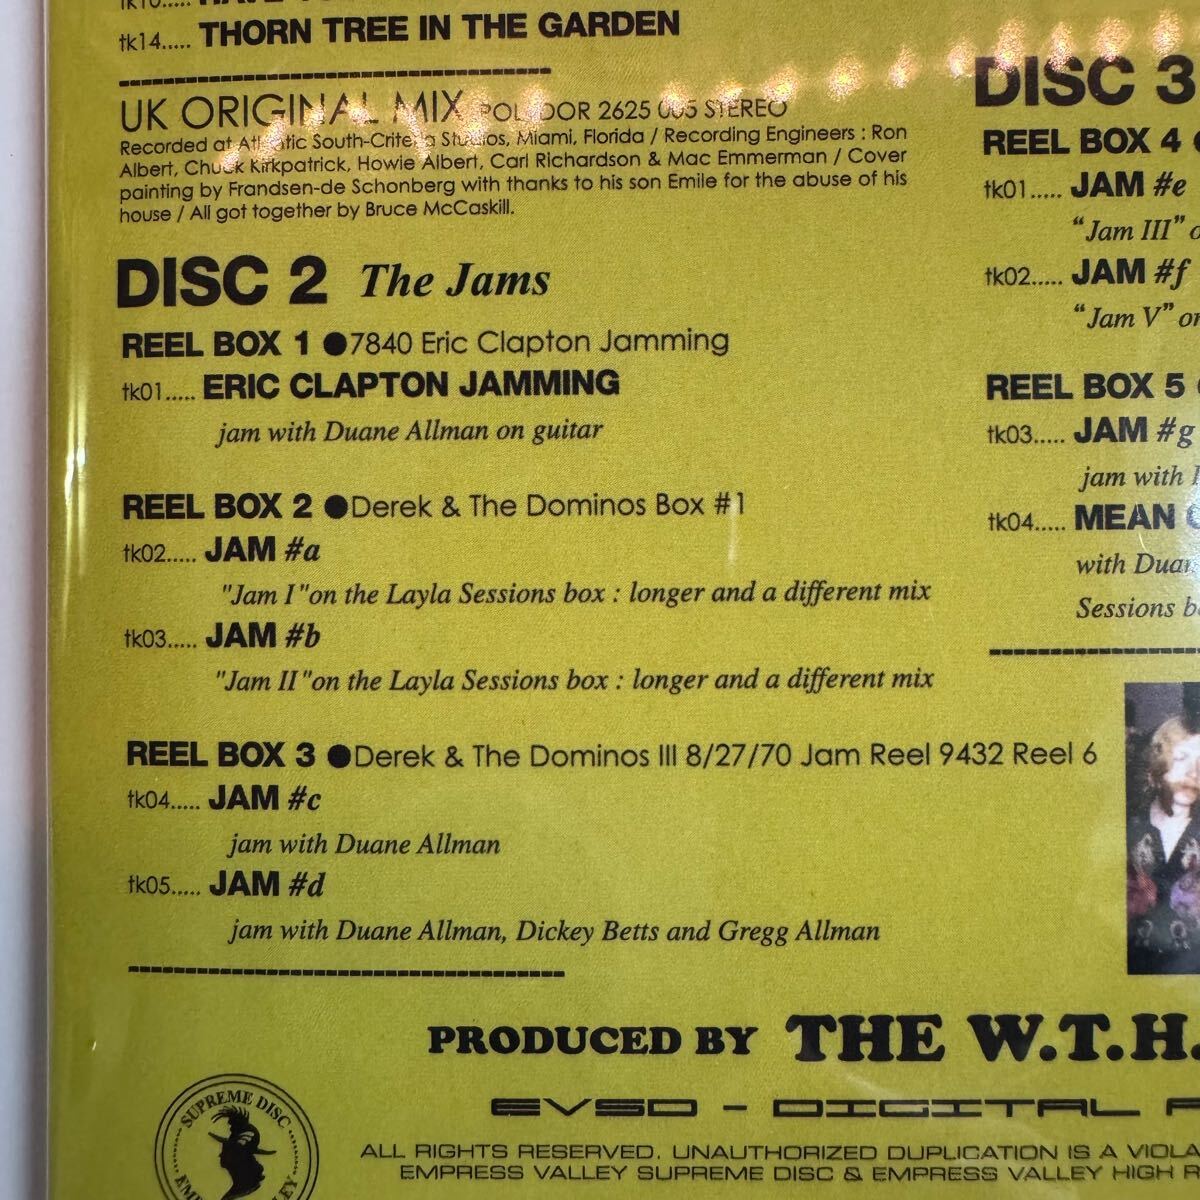 tk14..... THORN TREE IN THE GARDEN
UK ORIGINAL MIX POLYDOR 2625 005 STEREO
Recorded at Atlantic South-Criteria Studios, Miami, Florida / Recording Engineers : Ron
Albert, Chuck Kirkpatrick, Howie Albert, Carl Richardson & Mac Emmerman / Cover
painting by Frandsen-de Schonberg with thanks to his son Emile for the abuse of his
house / All got together by Bruce McCaskill.
DISC 2 The Jams
REEL BOX 1 ●7840 Eric Clapton Jamming
tk01..... ERIC CLAPTON JAMMING
jam with Duane Allman on guitar
REEL BOX 2 ●Derek & The Dominos Box #1
tk02..... JAM #a
"Jam I"on the Layla Sessions box : longer and a different mix
tk03..... JAM #b
"Jam II"on the Layla Sessions box : longer and a different mix
REEL BOX 3 ●Derek & The Dominos III 8/27/70 Jam Reel 9432 Reel 6
tk04..... JAM #c
jam with Duane Allman
tk05..... JAM #d
jam with Duane Allman, Dickey Betts and Gregg Allman
DISC 3
REEL BOX 4
tk01..... JAM #e
“Jam III”
tk02..... JAM #f
“Jam V”
REEL BOX 5
tk03..... JAM #g
jam with
tk04..... MEAN
with
Sessions
PRODUCED BY THE W.T.H.
EVSD - DIGITAL
SUPREME DISC
ALL RIGHTS RESERVED. UNAUTHORIZED DUPLICATION IS A
EMPRESS VALLEY SUPREME DISC & EMPRESS VALLEY HIGH